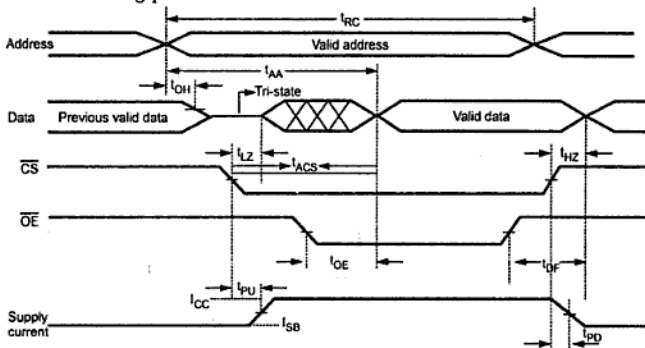 tRC
Address
Valid address
tAA
tOH
Tri-state
Data
Previous valid data
Valid data
tLZ
tHZ
CS
tACS
OE
tOE
tDF
tPU
ICC
ISB
Supply
current
tPD